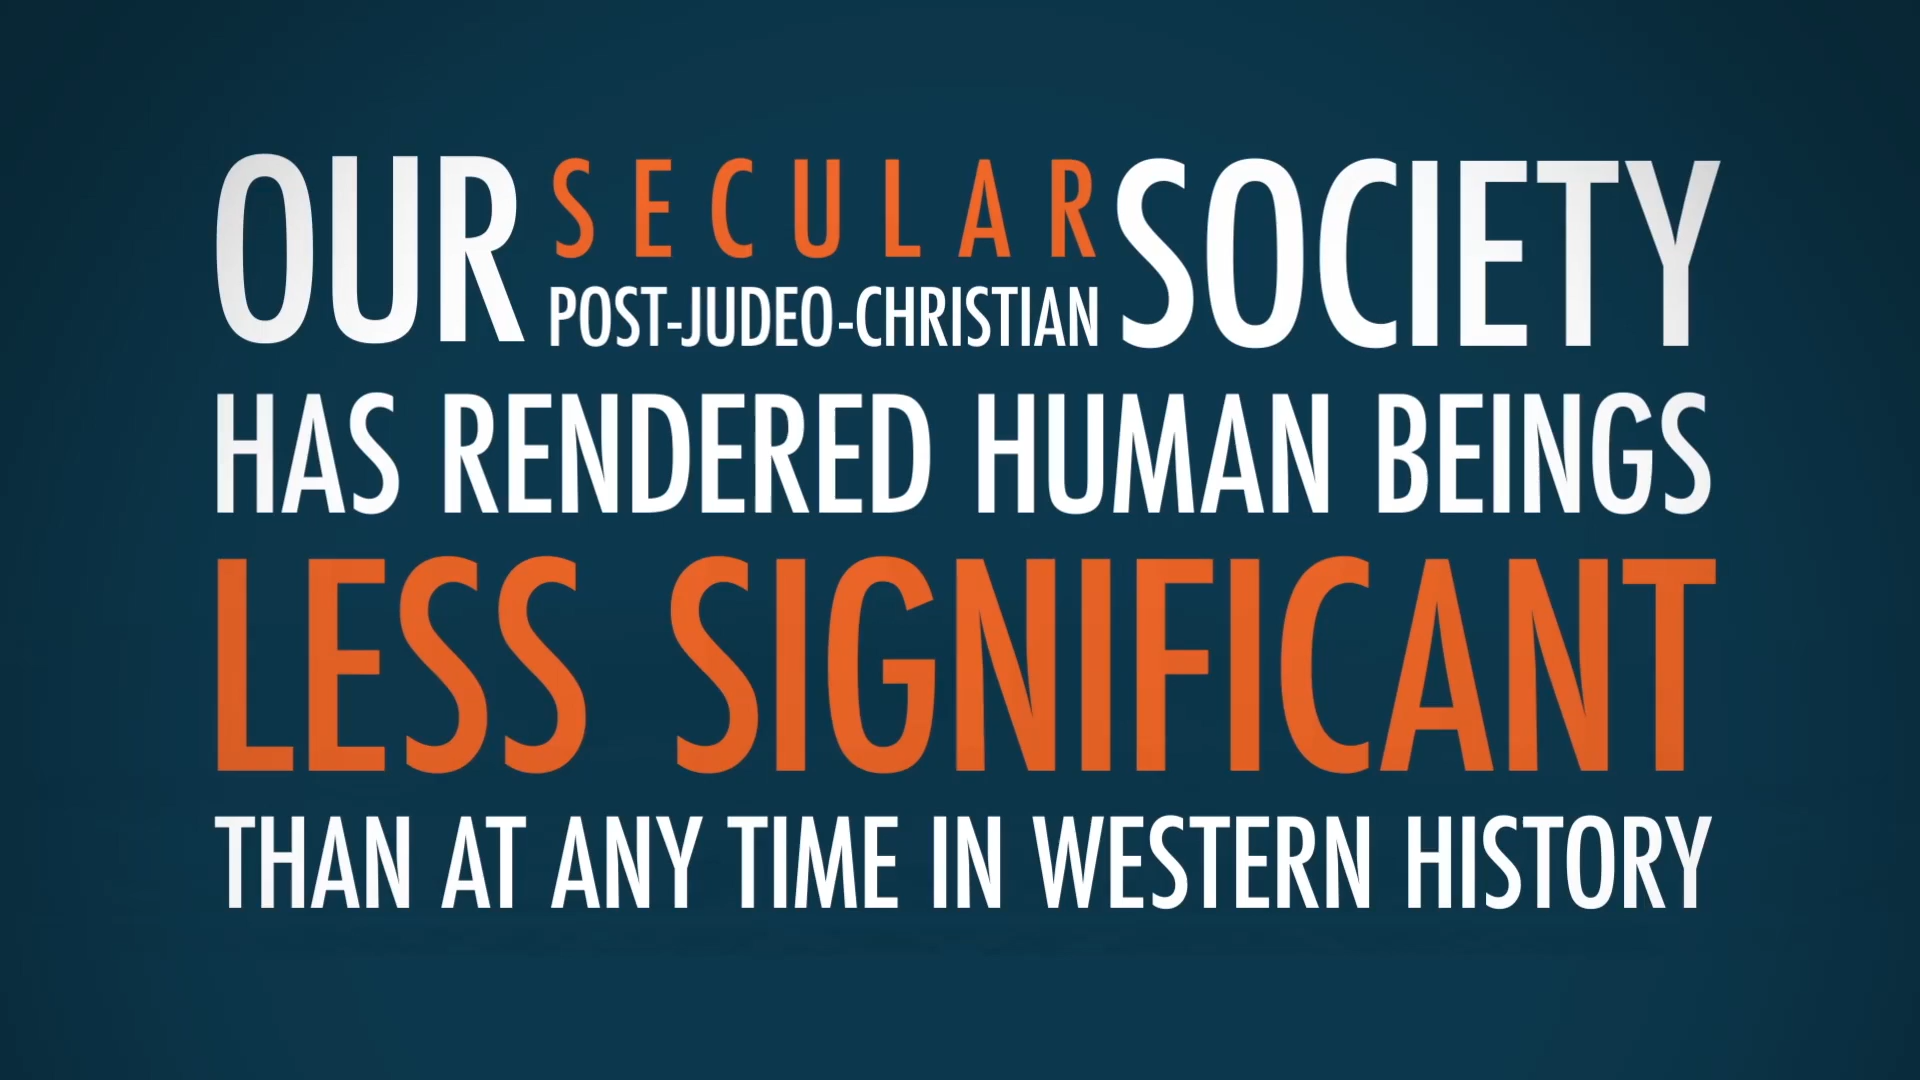 OUR SECULAR SOCIETY
POST-JUDEO-CHRISTIAN
HAS RENDERED HUMAN BEINGS
LESS SIGNIFICANT
THAN AT ANY TIME IN WESTERN HISTORY